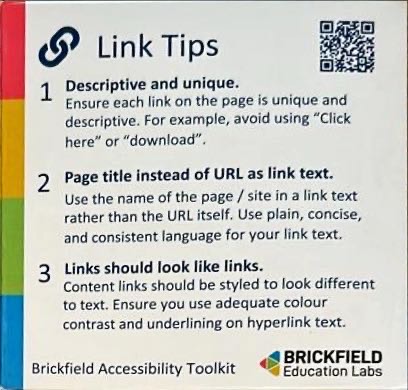 Link Tips
1 Descriptive and unique.
Ensure each link on the page is unique and
descriptive. For example, avoid using “Click
here” or “download”.
2 Page title instead of URL as link text.
Use the name of the page / site in a link text
rather than the URL itself. Use plain, concise,
and consistent language for your link text.
3 Links should look like links.
Content links should be styled to look different
to text. Ensure you use adequate colour
contrast and underlining on hyperlink text.
Brickfield Accessibility Toolkit
BRICKFIELD
Education Labs